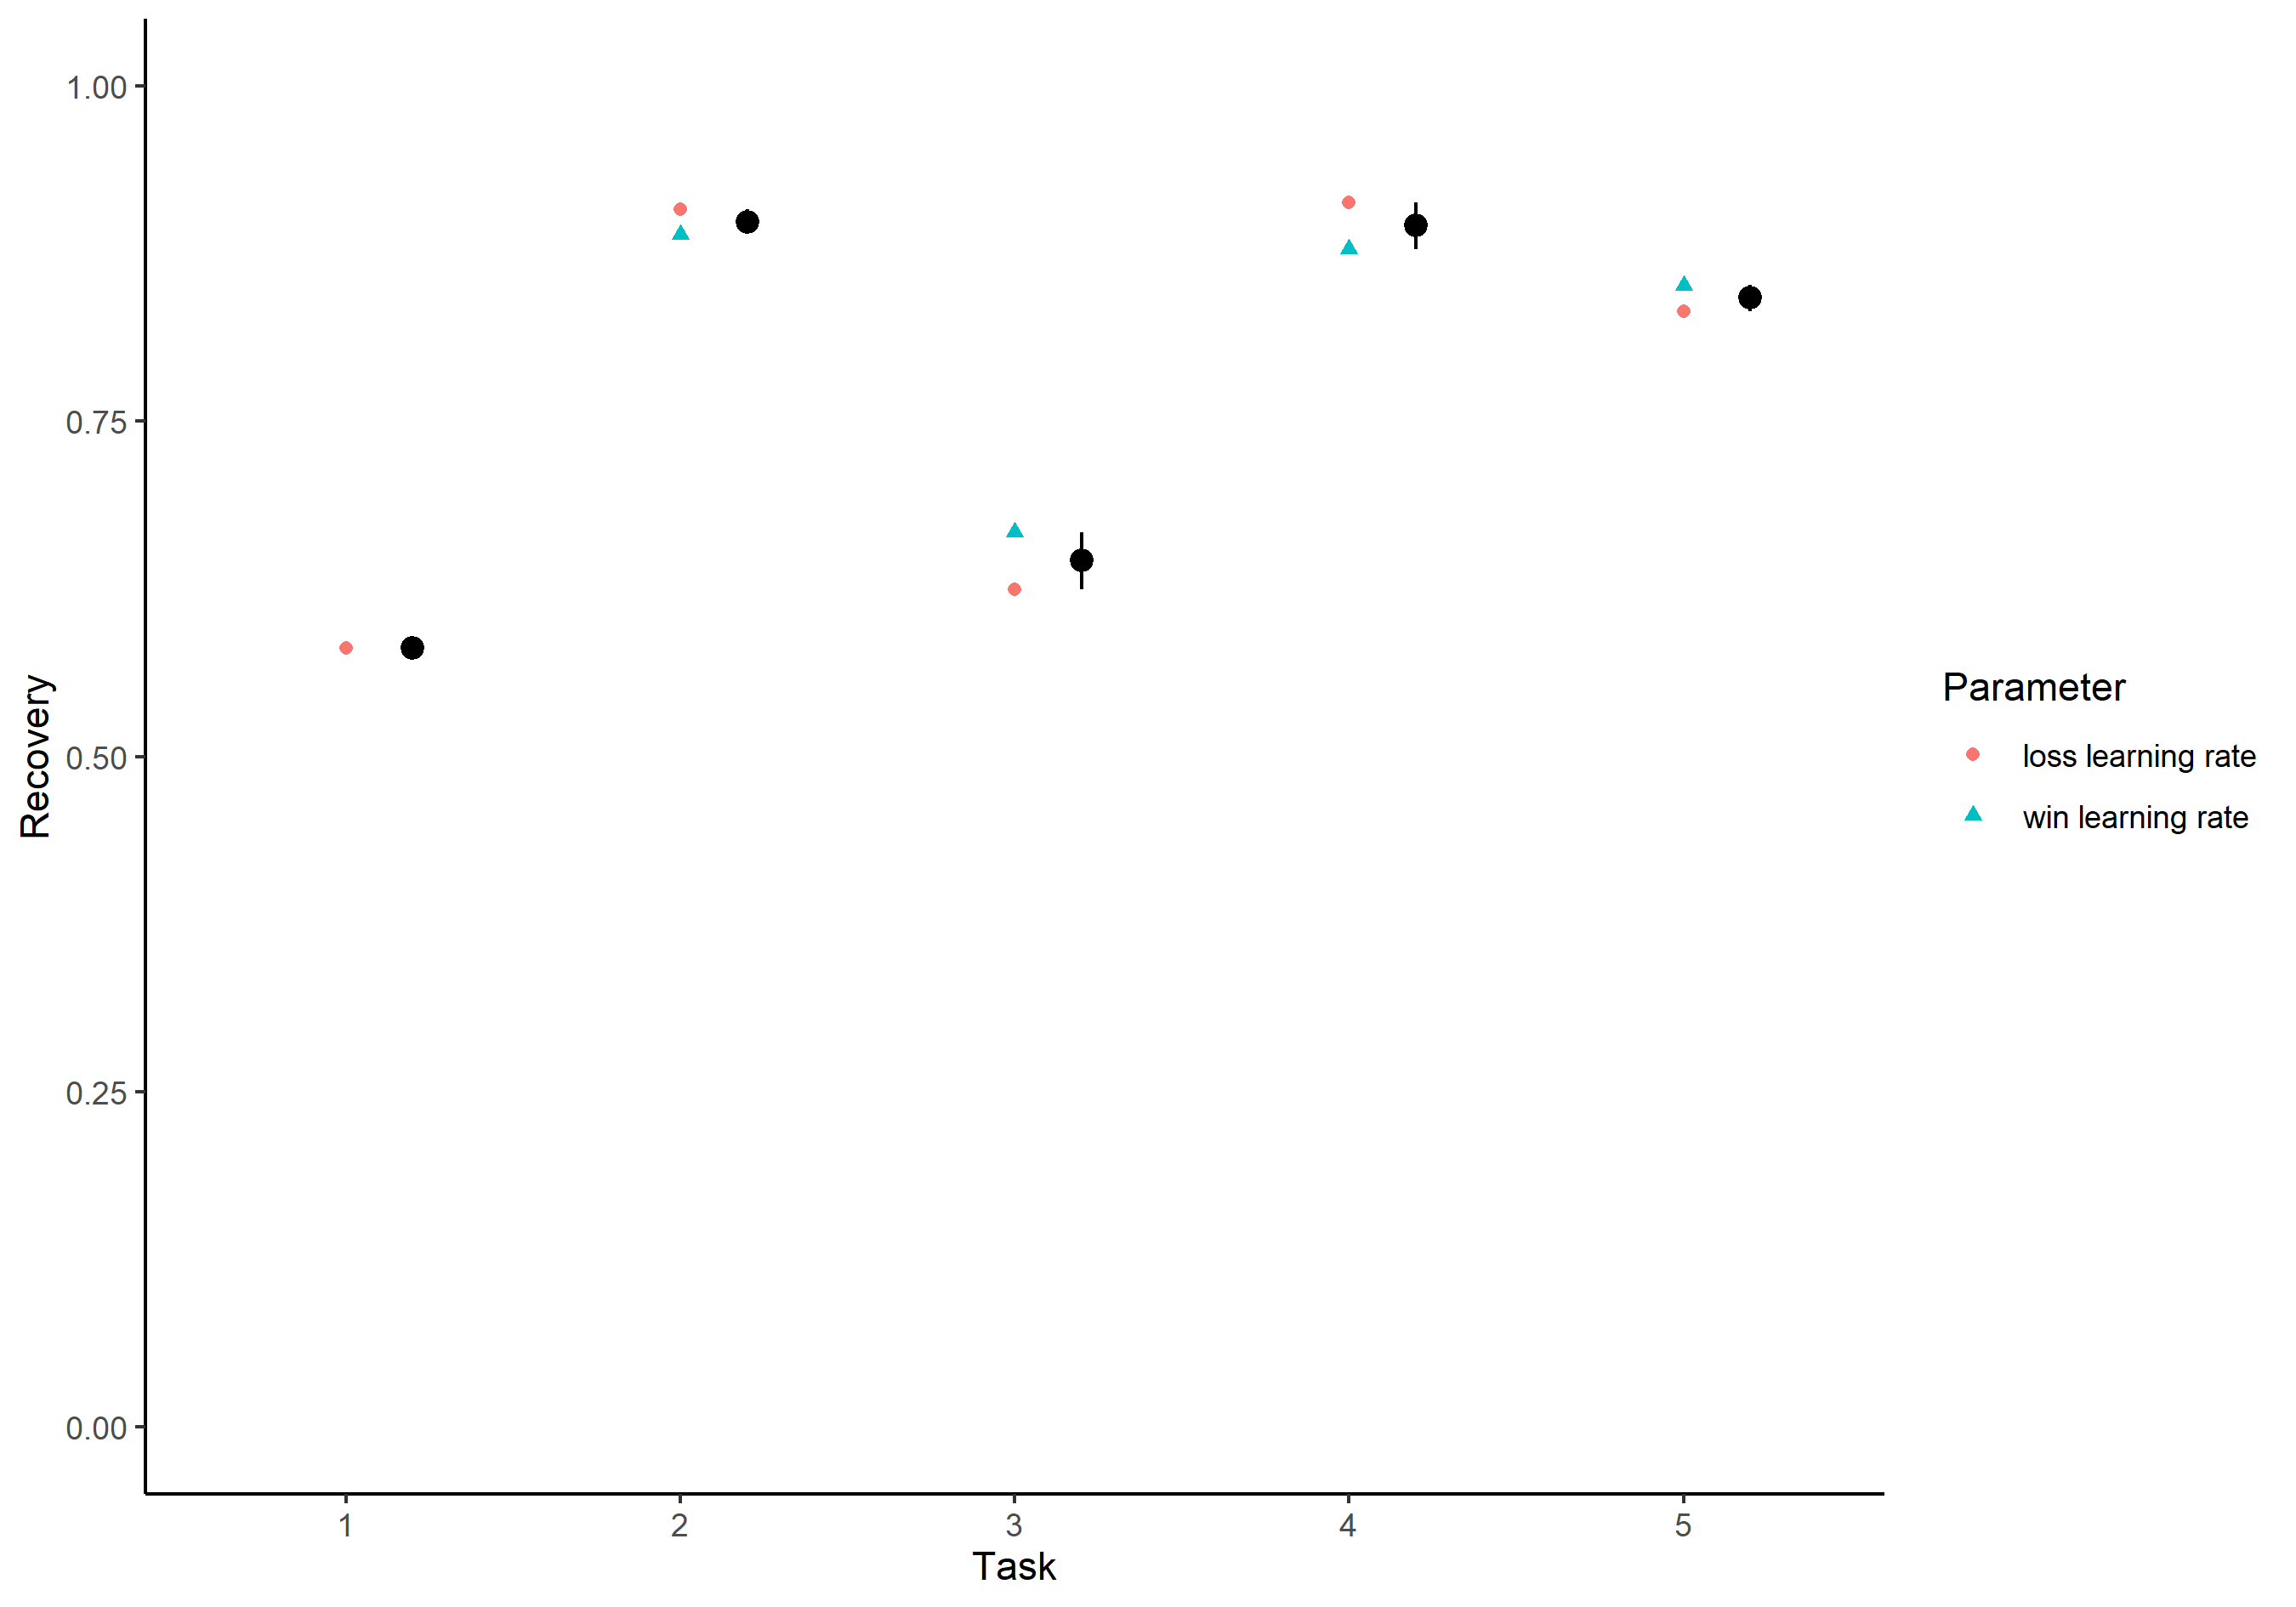 1.00
0.75
0.50
0.25
0.00
Recovery
1 2 3 4 5
Task
Parameter
loss learning rate
win learning rate